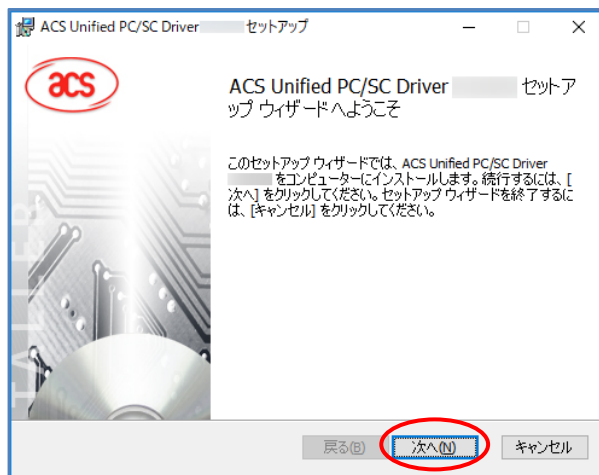 ACS Unified PC/SC Driver セットアップ
acs
ACS Unified PC/SC Driver セットア
ップ ウィザードへようこそ
このセットアップ ウィザードでは、ACS Unified PC/SC Driver
をコンピューターにインストールします。続行するには、[
次へ] をクリックしてください。セットアップ ウィザードを終了するに
は、[キャンセル] をクリックしてください。
戻る(B) 次へ(N) キャンセル